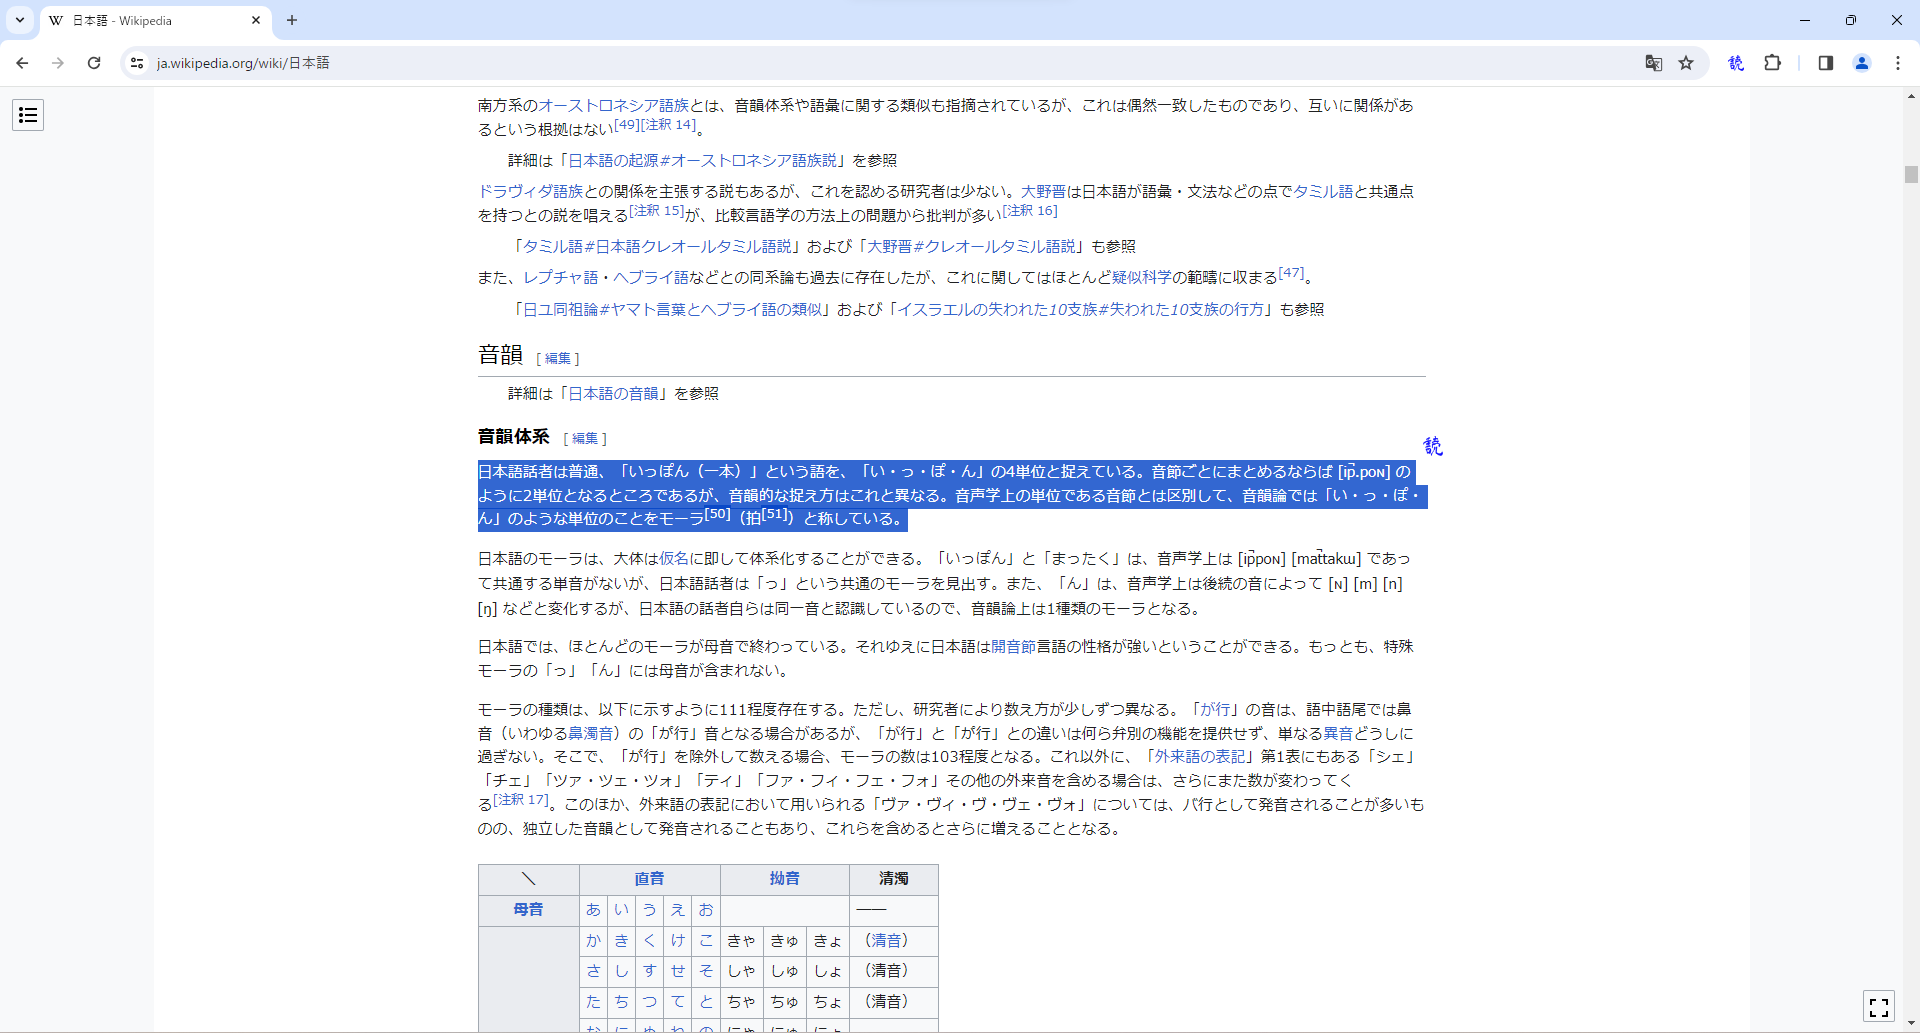 日本語 - Wikipedia
ja.wikipedia.org/wiki/日本語
読
南方系のオーストロネシア語族とは、音韻体系や語彙に関する類似も指摘されているが、これは偶然一致したものであり、互いに関係があ
るという根拠はない[49][注釈 14]。
詳細は「日本語の起源#オーストロネシア語族説」を参照
ドラヴィダ語族との関係を主張する説もあるが、これを認める研究者は少ない。大野晋は日本語が語彙・文法などの点でタミル語と共通点
を持つとの説を唱える[注釈 15]が、比較言語学の方法上の問題から批判が多い[注釈 16]
「タミル語#日本語クレオールタミル語説」および「大野晋#クレオールタミル語説」も参照
また、レプチャ語・ヘブライ語などとの同系論も過去に存在したが、これに関してはほとんど疑似科学の範疇に収まる[47]。
「日ユ同祖論#ヤマト言葉とヘブライ語の類似」および「イスラエルの失われた10支族#失われた10支族の行方」も参照
音韻 [ 編集 ]
詳細は「日本語の音韻」を参照
音韻体系 [ 編集 ]
読
日本語話者は普通、「いっぽん（一本）」という語を、「い・っ・ぽ・ん」の4単位と捉えている。音節ごとにまとめるならば [ip̚.poɴ] の
ように2単位となるところであるが、音韻的な捉え方はこれと異なる。音声学上の単位である音節とは区別して、音韻論では「い・っ・ぽ・
ん」のような単位のことをモーラ[50]（拍[51]）と称している。
日本語のモーラは、大体は仮名に即して体系化することができる。「いっぽん」と「まったく」は、音声学上は [ip̚poɴ] [mat̚takɯ] であっ
て共通する単音がないが、日本語話者は「っ」という共通のモーラを見出す。また、「ん」は、音声学上は後続の音によって [ɴ] [m] [n]
[ŋ] などと変化するが、日本語の話者自らは同一音と認識しているので、音韻論上は1種類のモーラとなる。
日本語では、ほとんどのモーラが母音で終わっている。それゆえに日本語は開音節言語の性格が強いということができる。もっとも、特殊
モーラの「っ」「ん」には母音が含まれない。
モーラの種類は、以下に示すように111程度存在する。ただし、研究者により数え方が少しずつ異なる。「が行」の音は、語中語尾では鼻
音（いわゆる鼻濁音）の「が行」音となる場合があるが、「が行」と「が行」との違いは何ら弁別の機能を提供せず、単なる異音どうしに
過ぎない。そこで、「が行」を除外して数える場合、モーラの数は103程度となる。これ以外に、「外来語の表記」第1表にもある「シェ」
「チェ」「ツァ・ツェ・ツォ」「ティ」「ファ・フィ・フェ・フォ」その他の外来音を含める場合は、さらにまた数が変わってく
る[注釈 17]。このほか、外来語の表記において用いられる「ヴァ・ヴィ・ヴ・ヴェ・ヴォ」については、バ行として発音されることが多いも
のの、独立した音韻として発音されることもあり、これらを含めるとさらに増えることとなる。
＼ 直音 拗音 清濁
母音 あ い う え お ――
か き く け こ きゃ きゅ きょ （清音）
さ し す せ そ しゃ しゅ しょ （清音）
た ち つ て と ちゃ ちゅ ちょ （清音）
な に ぬ ね の にゃ にゅ にょ